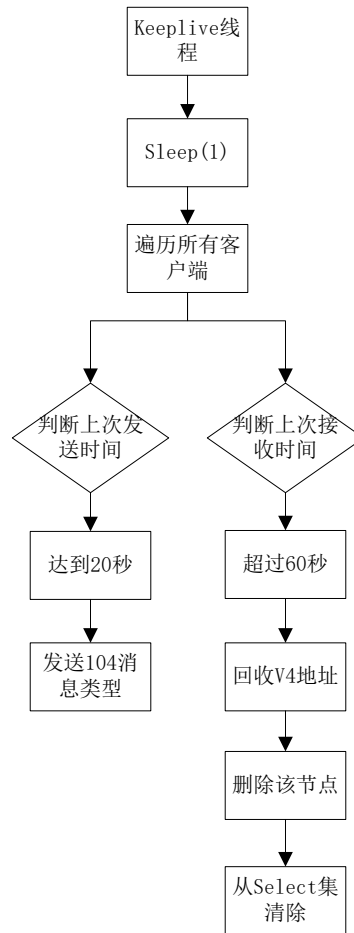 Keeplive线
程
Sleep(1)
遍历所有客
户端
判断上次发
送时间
判断上次接
收时间
达到20秒
超过60秒
发送104消
息类型
回收V4地址
删除该节点
从Select集
清除